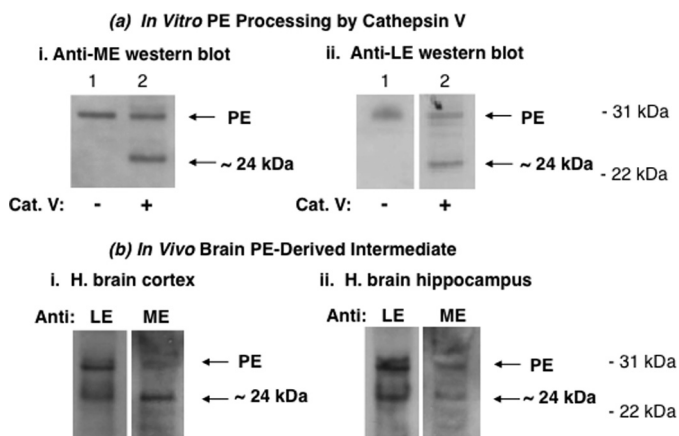 (a) In Vitro PE Processing by Cathepsin V
i. Anti-ME western blot
1 2
PE
~ 24 kDa
Cat. V: - +
ii. Anti-LE western blot
1 2
PE
~ 24 kDa
- 31 kDa
- 22 kDa
- +
(b) In Vivo Brain PE-Derived Intermediate
i. H. brain cortex
Anti: LE ME
PE
~ 24 kDa
ii. H. brain hippocampus
Anti: LE ME
PE
~ 24 kDa
- 31 kDa
- 22 kDa